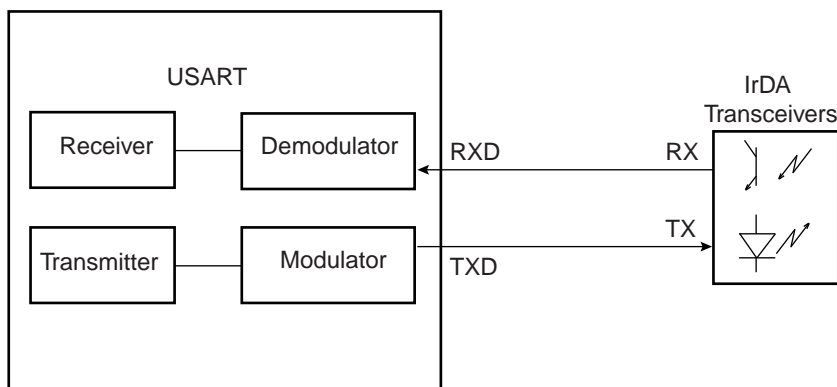 USART
IrDA
Transceivers
Receiver
Demodulator
RXD
RX
Transmitter
Modulator
TXD
TX